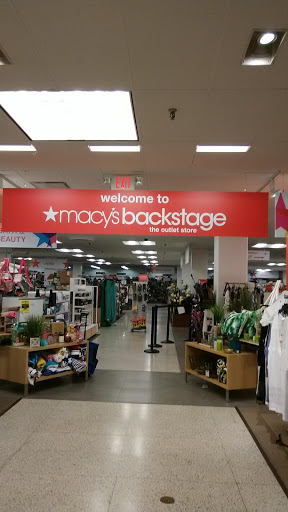 EXIT
welcome to
macy's backstage
the outlet store
BEAUTY